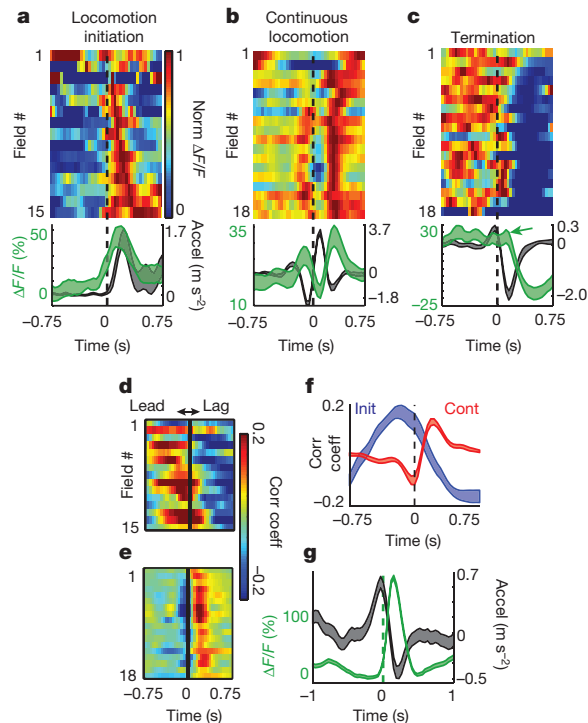 a Locomotion initiation
b Continuous locomotion
c Termination
1
15
Field #
1
0
Norm ΔF/F
1
18
1
18
Field #
50
0
ΔF/F (%)
1.7
0
Accel (m s⁻²)
−0.75 0 0.75
Time (s)
35
10
3.7
0
−1.8
−0.75 0 0.75
Time (s)
30
−25
0.3
0
−2.0
−0.75 0 0.75
Time (s)
d
Lead Lag
1
15
Field #
0.2
−0.2
Corr coeff
e
1
18
−0.75 0 0.75
Time (s)
f
Init Cont
0.2
−0.2
Corr coeff
−0.75 0 0.75
Time (s)
g
100
0
ΔF/F (%)
0.7
0
−0.5
Accel (m s⁻²)
−1 0 1
Time (s)